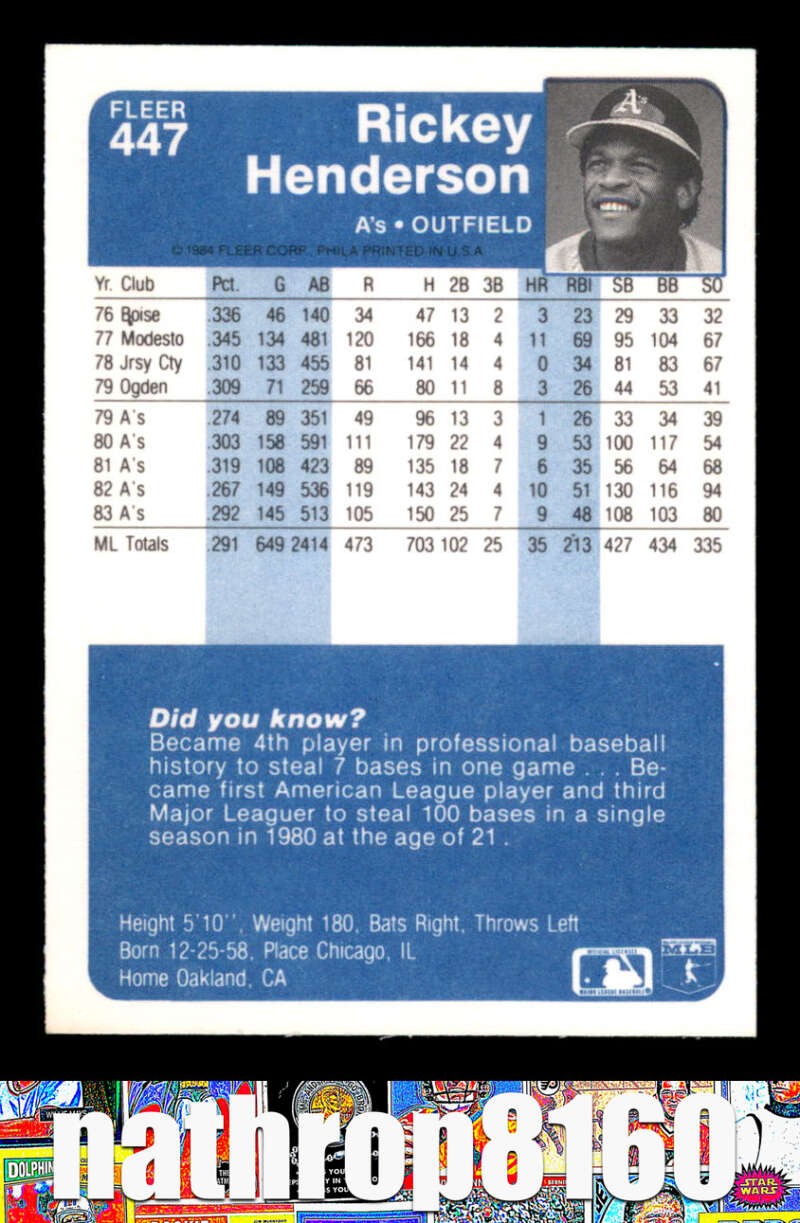 FLEER
447
Rickey
Henderson
A's • OUTFIELD
© 1984 FLEER CORP., PHILA PRINTED IN U.S.A.
Yr. Club Pct. G AB R H 2B 3B HR RBI SB BB SO
76 Boise .336 46 140 34 47 13 2 3 23 29 33 32
77 Modesto .345 134 481 120 166 18 4 11 69 95 104 67
78 Jrsy Cty .310 133 455 81 141 14 4 0 34 81 83 67
79 Ogden .309 71 259 66 80 11 8 3 26 44 53 41
79 A's .274 89 351 49 96 13 3 1 26 33 34 39
80 A's .303 158 591 111 179 22 4 9 53 100 117 54
81 A's .319 108 423 89 135 18 7 6 35 56 64 68
82 A's .267 149 536 119 143 24 4 10 51 130 116 94
83 A's .292 145 513 105 150 25 7 9 48 108 103 80
ML Totals .291 649 2414 473 703 102 25 35 213 427 434 335
Did you know?
Became 4th player in professional baseball
history to steal 7 bases in one game . . . Be-
came first American League player and third
Major Leaguer to steal 100 bases in a single
season in 1980 at the age of 21.
Height 5'10'', Weight 180, Bats Right, Throws Left
Born 12-25-58, Place Chicago, IL
Home Oakland, CA
OFFICIAL LICENSEE
MAJOR LEAGUE BASEBALL
MLB
nathrop8160
DOLPHIN
STAR
WARS